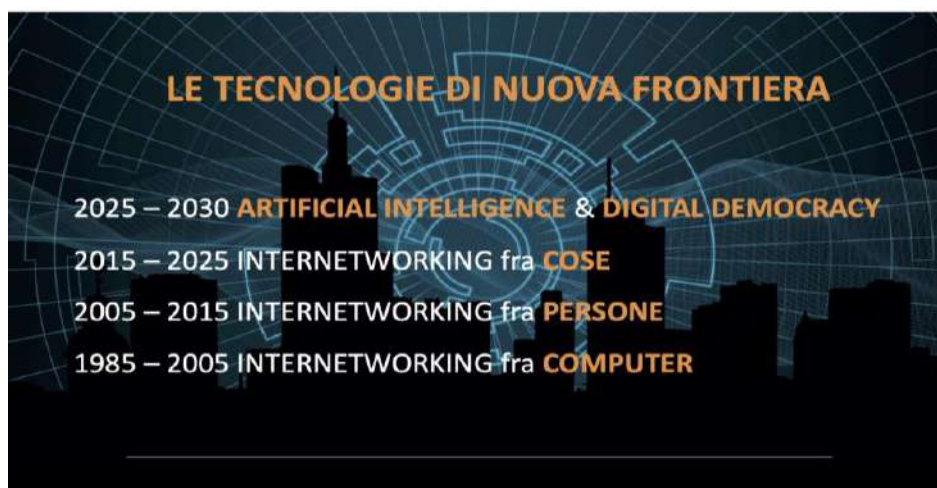 LE TECNOLOGIE DI NUOVA FRONTIERA
2025 – 2030 ARTIFICIAL INTELLIGENCE & DIGITAL DEMOCRACY
2015 – 2025 INTERNETWORKING fra COSE
2005 – 2015 INTERNETWORKING fra PERSONE
1985 – 2005 INTERNETWORKING fra COMPUTER